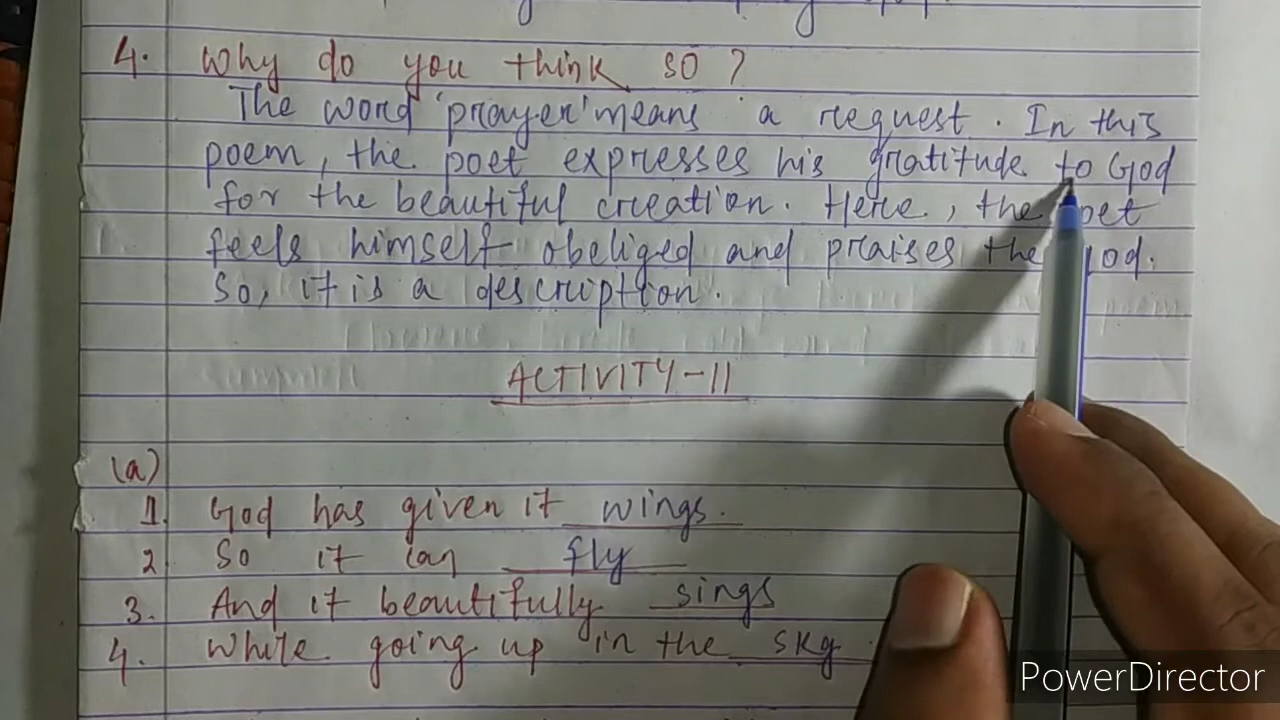 4. Why do you think so ?
The word 'prayer' means a request. In this
poem, the poet expresses his gratitude to God
for the beautiful creation. Here, the poet
feels himself obeliged and praises the God.
So, it is a description.
ACTIVITY-11
(a)
1. God has given it wings.
2 So it can fly
3. And it beautifully sings
4. While going up in the sky.
PowerDirector